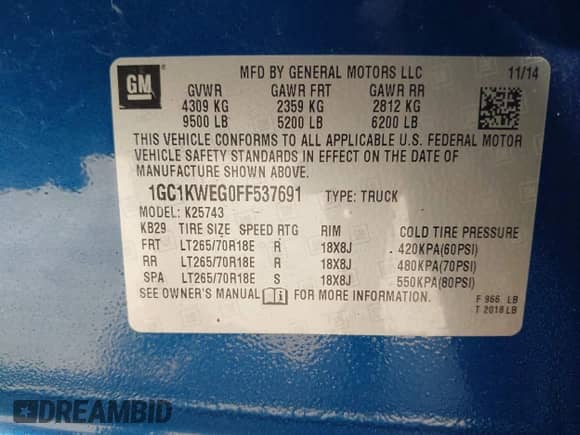 GM
MFD BY GENERAL MOTORS LLC 11/14
GVWR GAWR FRT GAWR RR
4309 KG 2359 KG 2812 KG
9500 LB 5200 LB 6200 LB
THIS VEHICLE CONFORMS TO ALL APPLICABLE U.S. FEDERAL MOTOR
VEHICLE SAFETY STANDARDS IN EFFECT ON THE DATE OF
MANUFACTURE SHOWN ABOVE.
1GC1KWEG0FF537691 TYPE: TRUCK
MODEL: K25743
KB29 TIRE SIZE SPEED RTG RIM COLD TIRE PRESSURE
FRT LT265/70R18E R 18X8J 420KPA(60PSI)
RR LT265/70R18E R 18X8J 480KPA(70PSI)
SPA LT265/70R18E S 18X8J 550KPA(80PSI)
SEE OWNER'S MANUAL FOR MORE INFORMATION.
F 966 LB
T 2018 LB
DREAMBID